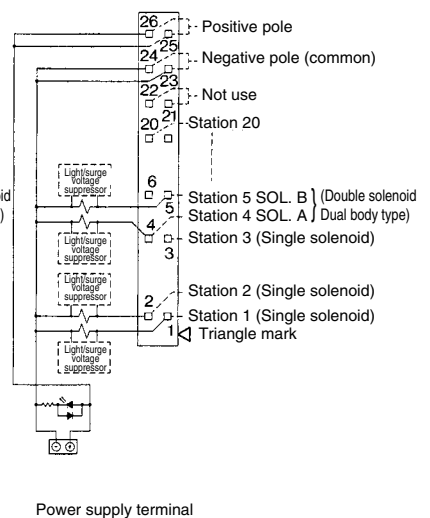 26
Positive pole
25
24
Negative pole (common)
23
22
Not use
21
20
Station 20
Light/surge
voltage
suppressor
6
5
Station 5 SOL. B
(Double solenoid
id
)
4
Station 4 SOL. A
Dual body type)
Light/surge
voltage
suppressor
Station 3 (Single solenoid)
3
Light/surge
voltage
suppressor
2
Station 2 (Single solenoid)
Station 1 (Single solenoid)
1
Triangle mark
Light/surge
voltage
suppressor
Power supply terminal